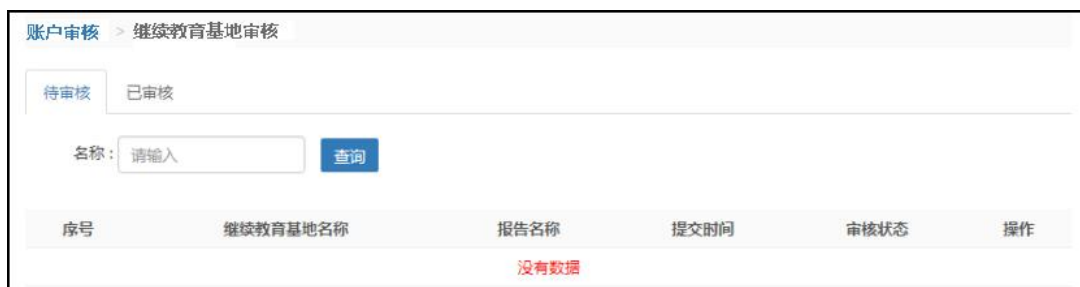 账户审核 > 继续教育基地审核
待审核 已审核
名称： 请输入 查询
序号 继续教育基地名称 报告名称 提交时间 审核状态 操作
没有数据